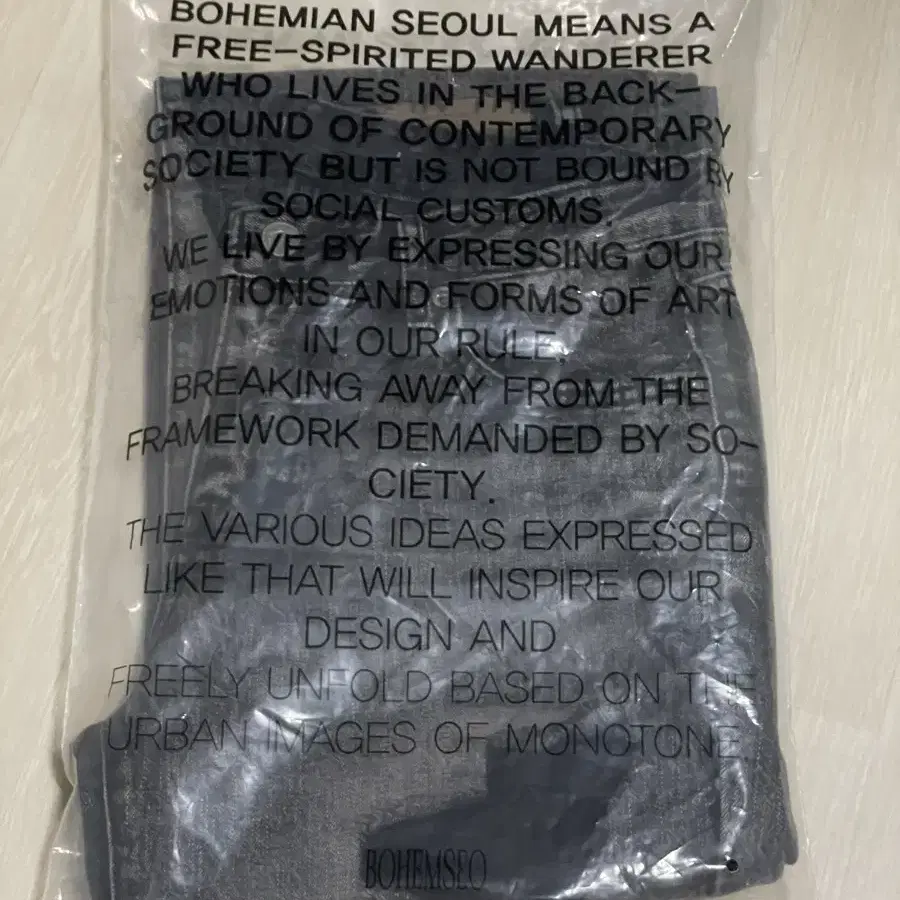 BOHEMIAN SEOUL MEANS A
FREE-SPIRITED WANDERER
WHO LIVES IN THE BACK-
GROUND OF CONTEMPORARY
SOCIETY BUT IS NOT BOUND BY
SOCIAL CUSTOMS.
WE LIVE BY EXPRESSING OUR
EMOTIONS AND FORMS OF ART
IN OUR RULE,
BREAKING AWAY FROM THE
FRAMEWORK DEMANDED BY SO-
CIETY.
THE VARIOUS IDEAS EXPRESSED
LIKE THAT WILL INSPIRE OUR
DESIGN AND
FREELY UNFOLD BASED ON THE
URBAN IMAGES OF MONOTONE.
BOHEMSEO